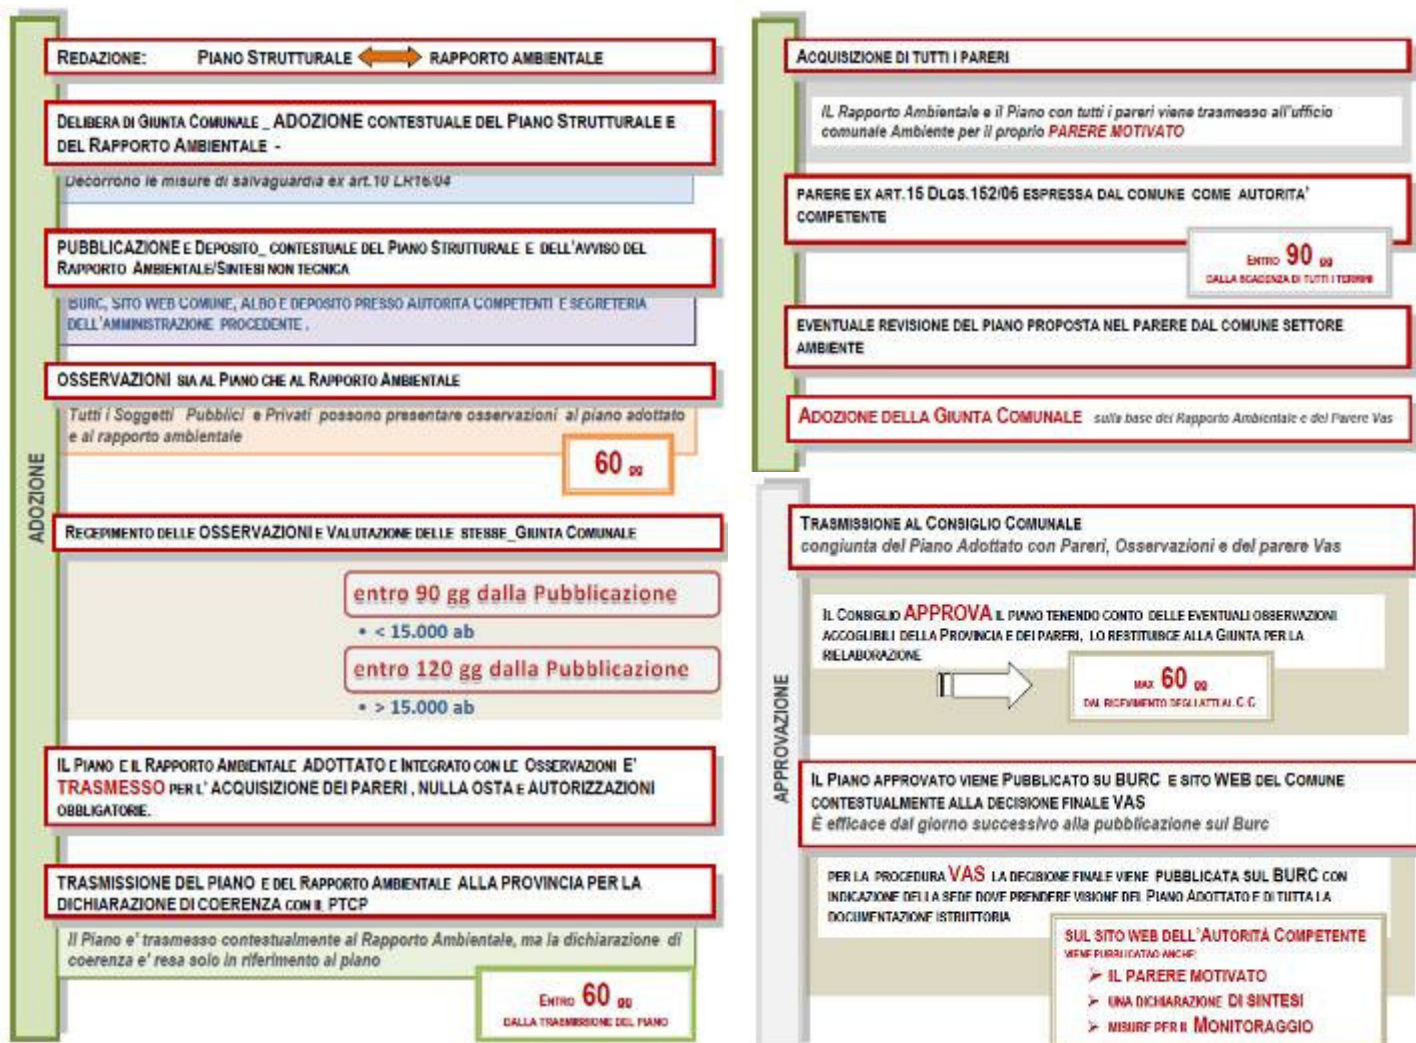 REDAZIONE: PIANO STRUTTURALE RAPPORTO AMBIENTALE
DELIBERA DI GIUNTA COMUNALE _ ADOZIONE CONTESTUALE DEL PIANO STRUTTURALE E
DEL RAPPORTO AMBIENTALE -
Decorrono le misure di salvaguardia ex art.10 LR16/04
PUBBLICAZIONE E DEPOSITO_ CONTESTUALE DEL PIANO STRUTTURALE E DELL'AVVISO DEL
RAPPORTO AMBIENTALE/SINTESI NON TECNICA
BURC, SITO WEB COMUNE, ALBO E DEPOSITO PRESSO AUTORITA COMPETENTI E SEGRETERIA
DELL'AMMINISTRAZIONE PROCEDENTE .
OSSERVAZIONI SIA AL PIANO CHE AL RAPPORTO AMBIENTALE
Tutti i Soggetti Pubblici e Privati possono presentare osservazioni al piano adottato
e al rapporto ambientale
60 gg
ADOZIONE
RECEPIMENTO DELLE OSSERVAZIONI E VALUTAZIONE DELLE STESSE_GIUNTA COMUNALE
entro 90 gg dalla Pubblicazione
• < 15.000 ab
entro 120 gg dalla Pubblicazione
• > 15.000 ab
IL PIANO E IL RAPPORTO AMBIENTALE ADOTTATO E INTEGRATO CON LE OSSERVAZIONI E'
TRASMESSO PER L' ACQUISIZIONE DEI PARERI , NULLA OSTA E AUTORIZZAZIONI
OBBLIGATORIE.
TRASMISSIONE DEL PIANO E DEL RAPPORTO AMBIENTALE ALLA PROVINCIA PER LA
DICHIARAZIONE DI COERENZA CON IL PTCP
Il Piano e' trasmesso contestualmente al Rapporto Ambientale, ma la dichiarazione di
coerenza e' resa solo in riferimento al piano
ENTRO 60 gg
DALLA TRASMISSIONE DEL PIANO
ACQUISIZIONE DI TUTTI I PARERI
IL Rapporto Ambientale e il Piano con tutti i pareri viene trasmesso all'ufficio
comunale Ambiente per il proprio PARERE MOTIVATO
PARERE EX ART.15 DLGS.152/06 ESPRESSA DAL COMUNE COME AUTORITA'
COMPETENTE
ENTRO 90 gg
DALLA SCADENZA DI TUTTI I TERMINI
EVENTUALE REVISIONE DEL PIANO PROPOSTA NEL PARERE DAL COMUNE SETTORE
AMBIENTE
ADOZIONE DELLA GIUNTA COMUNALE sulla base del Rapporto Ambientale e del Parere Vas
APPROVAZIONE
TRASMISSIONE AL CONSIGLIO COMUNALE
congiunta del Piano Adottato con Pareri, Osservazioni e del parere Vas
IL CONSIGLIO APPROVA IL PIANO TENENDO CONTO DELLE EVENTUALI OSSERVAZIONI
ACCOGLIBILI DELLA PROVINCIA E DEI PARERI, LO RESTITUISCE ALLA GIUNTA PER LA
RIELABORAZIONE
MAX 60 gg
DAL RICEVIMENTO DEGLI ATTI AL C.C
IL PIANO APPROVATO VIENE PUBBLICATO SU BURC E SITO WEB DEL COMUNE
CONTESTUALMENTE ALLA DECISIONE FINALE VAS
È efficace dal giorno successivo alla pubblicazione sul Burc
PER LA PROCEDURA VAS LA DECISIONE FINALE VIENE PUBBLICATA SUL BURC CON
INDICAZIONE DELLA SEDE DOVE PRENDERE VISIONE DEL PIANO ADOTTATO E DI TUTTA LA
DOCUMENTAZIONE ISTRUTTORIA
SUL SITO WEB DELL'AUTORITÀ COMPETENTE
VIENE PUBBLICATAO ANCHE:
➢ IL PARERE MOTIVATO
➢ UNA DICHIARAZIONE DI SINTESI
➢ MISURE PER IL MONITORAGGIO